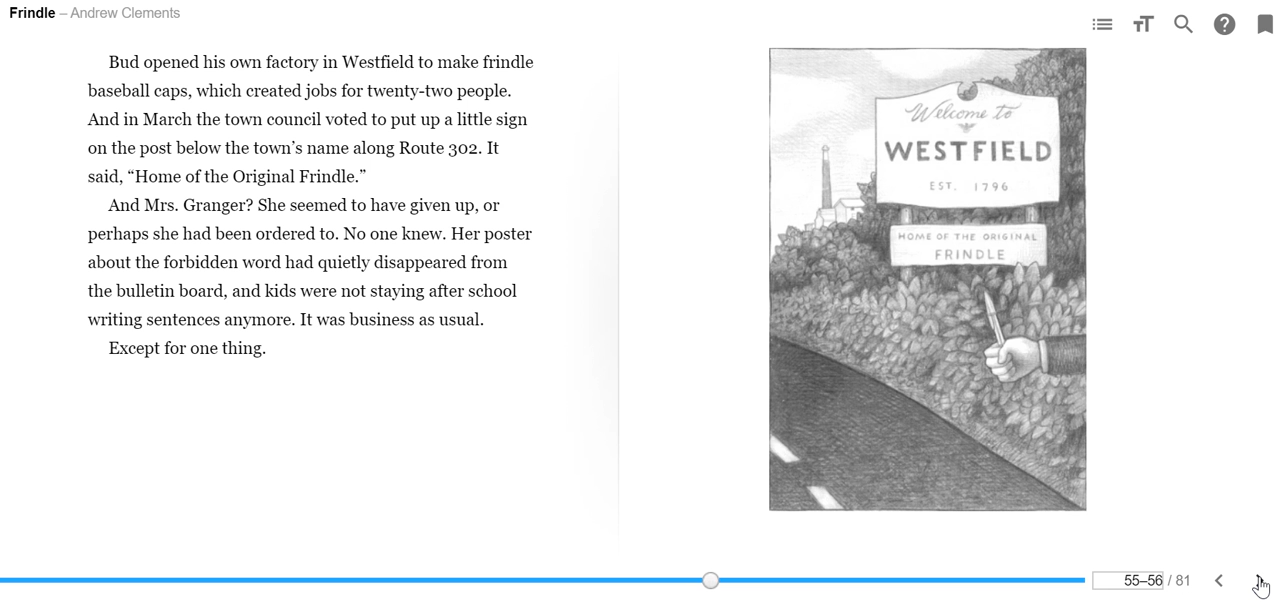 Frindle – Andrew Clements
Bud opened his own factory in Westfield to make frindle
baseball caps, which created jobs for twenty-two people.
And in March the town council voted to put up a little sign
on the post below the town’s name along Route 302. It
said, “Home of the Original Frindle.”
And Mrs. Granger? She seemed to have given up, or
perhaps she had been ordered to. No one knew. Her poster
about the forbidden word had quietly disappeared from
the bulletin board, and kids were not staying after school
writing sentences anymore. It was business as usual.
Except for one thing.
Welcome to
WESTFIELD
EST. 1796
HOME OF THE ORIGINAL
FRINDLE
55–56 / 81